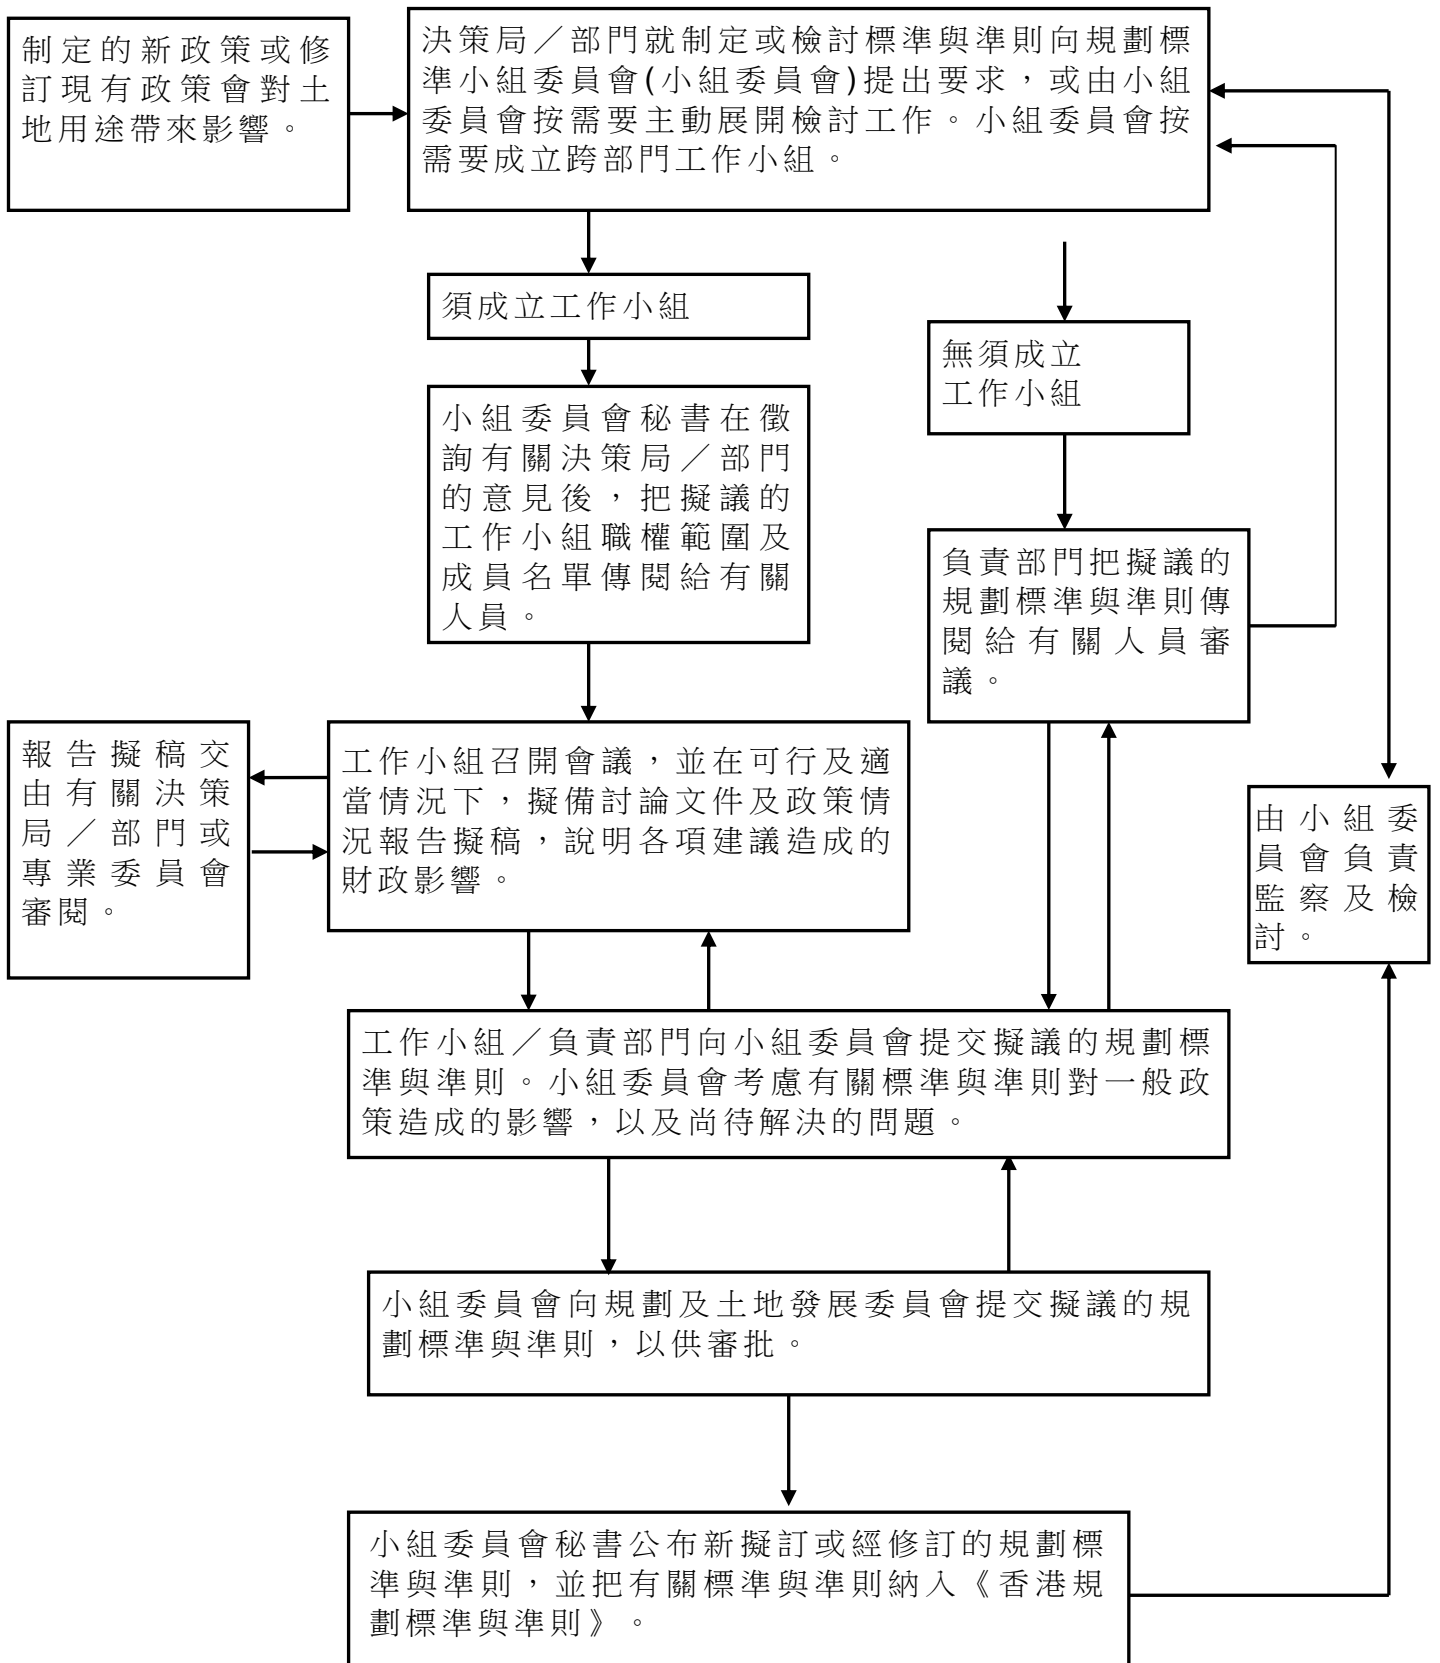 制定的新政策或修
訂現有政策會對土
地用途帶來影響。
決策局／部門就制定或檢討標準與準則向規劃標
準小組委員會(小組委員會)提出要求，或由小組
委員會按需要主動展開檢討工作。小組委員會按
需要成立跨部門工作小組。
須成立工作小組
無須成立
工作小組
小組委員會秘書在徵
詢有關決策局／部門
的意見後，把擬議的
工作小組職權範圍及
成員名單傳閱給有關
人員。
負責部門把擬議的
規劃標準與準則傳
閱給有關人員審
議。
報告擬稿交
由有關決策
局／部門或
專業委員會
審閱。
工作小組召開會議，並在可行及適
當情況下，擬備討論文件及政策情
況報告擬稿，說明各項建議造成的
財政影響。
由小組委
員會負責
監察及檢
討。
工作小組／負責部門向小組委員會提交擬議的規劃標
準與準則。小組委員會考慮有關標準與準則對一般政
策造成的影響，以及尚待解決的問題。
小組委員會向規劃及土地發展委員會提交擬議的規
劃標準與準則，以供審批。
小組委員會秘書公布新擬訂或經修訂的規劃標
準與準則，並把有關標準與準則納入《香港規
劃標準與準則》。